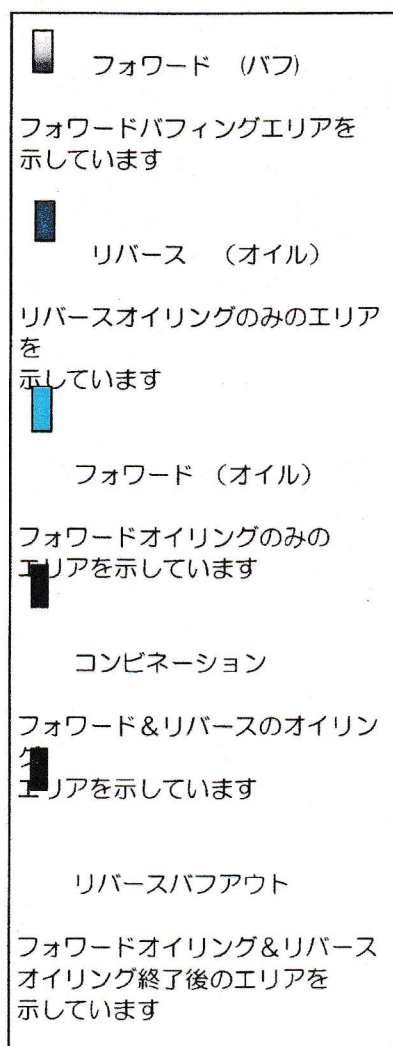 フォワード (バフ)
フォワードバフィングエリアを
示しています
リバース （オイル）
リバースオイリングのみのエリア
を
示しています
フォワード （オイル）
フォワードオイリングのみの
エリアを示しています
コンビネーション
フォワード＆リバースのオイリン
グ
エリアを示しています
リバースバフアウト
フォワードオイリング＆リバース
オイリング終了後のエリアを
示しています